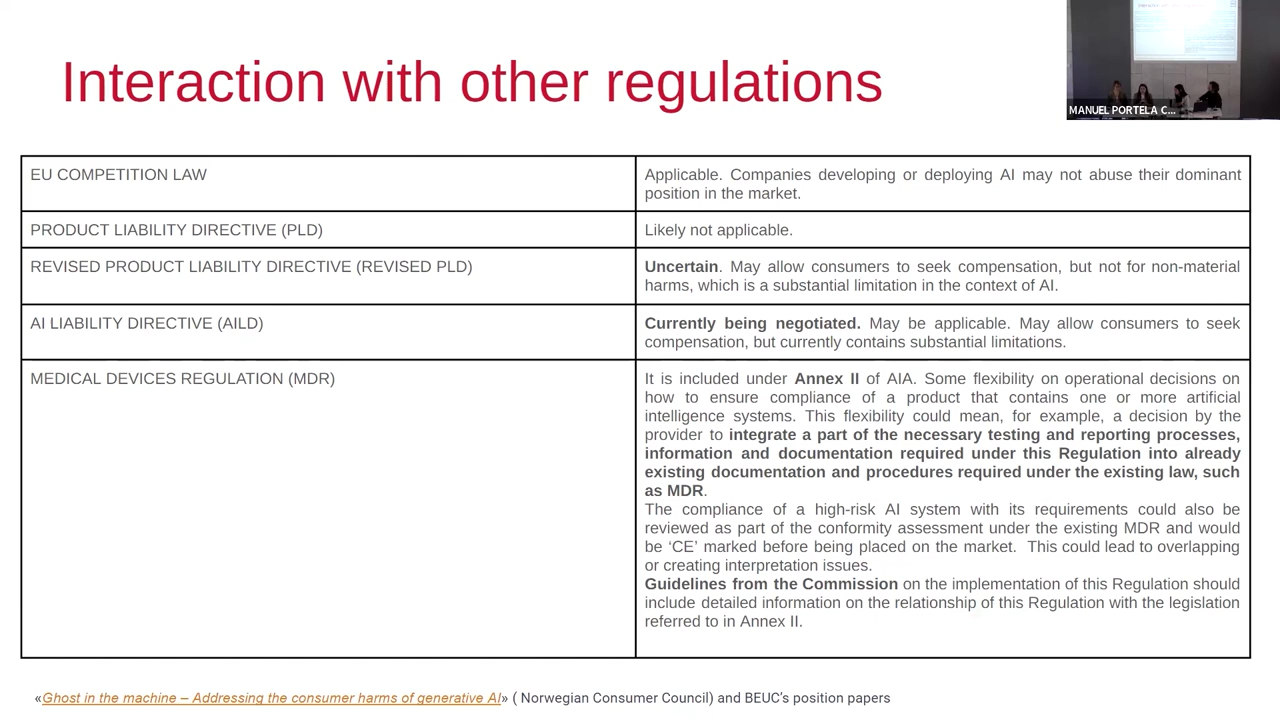 Interaction with other regulations
MANUEL PORTELA C...
EU COMPETITION LAW
Applicable. Companies developing or deploying AI may not abuse their dominant
position in the market.
PRODUCT LIABILITY DIRECTIVE (PLD)
Likely not applicable.
REVISED PRODUCT LIABILITY DIRECTIVE (REVISED PLD)
Uncertain. May allow consumers to seek compensation, but not for non-material
harms, which is a substantial limitation in the context of AI.
AI LIABILITY DIRECTIVE (AILD)
Currently being negotiated. May be applicable. May allow consumers to seek
compensation, but currently contains substantial limitations.
MEDICAL DEVICES REGULATION (MDR)
It is included under Annex II of AIA. Some flexibility on operational decisions on
how to ensure compliance of a product that contains one or more artificial
intelligence systems. This flexibility could mean, for example, a decision by the
provider to integrate a part of the necessary testing and reporting processes,
information and documentation required under this Regulation into already
existing documentation and procedures required under the existing law, such
as MDR.
The compliance of a high-risk AI system with its requirements could also be
reviewed as part of the conformity assessment under the existing MDR and would
be ‘CE’ marked before being placed on the market. This could lead to overlapping
or creating interpretation issues.
Guidelines from the Commission on the implementation of this Regulation should
include detailed information on the relationship of this Regulation with the legislation
referred to in Annex II.
«Ghost in the machine – Addressing the consumer harms of generative AI» ( Norwegian Consumer Council) and BEUC's position papers